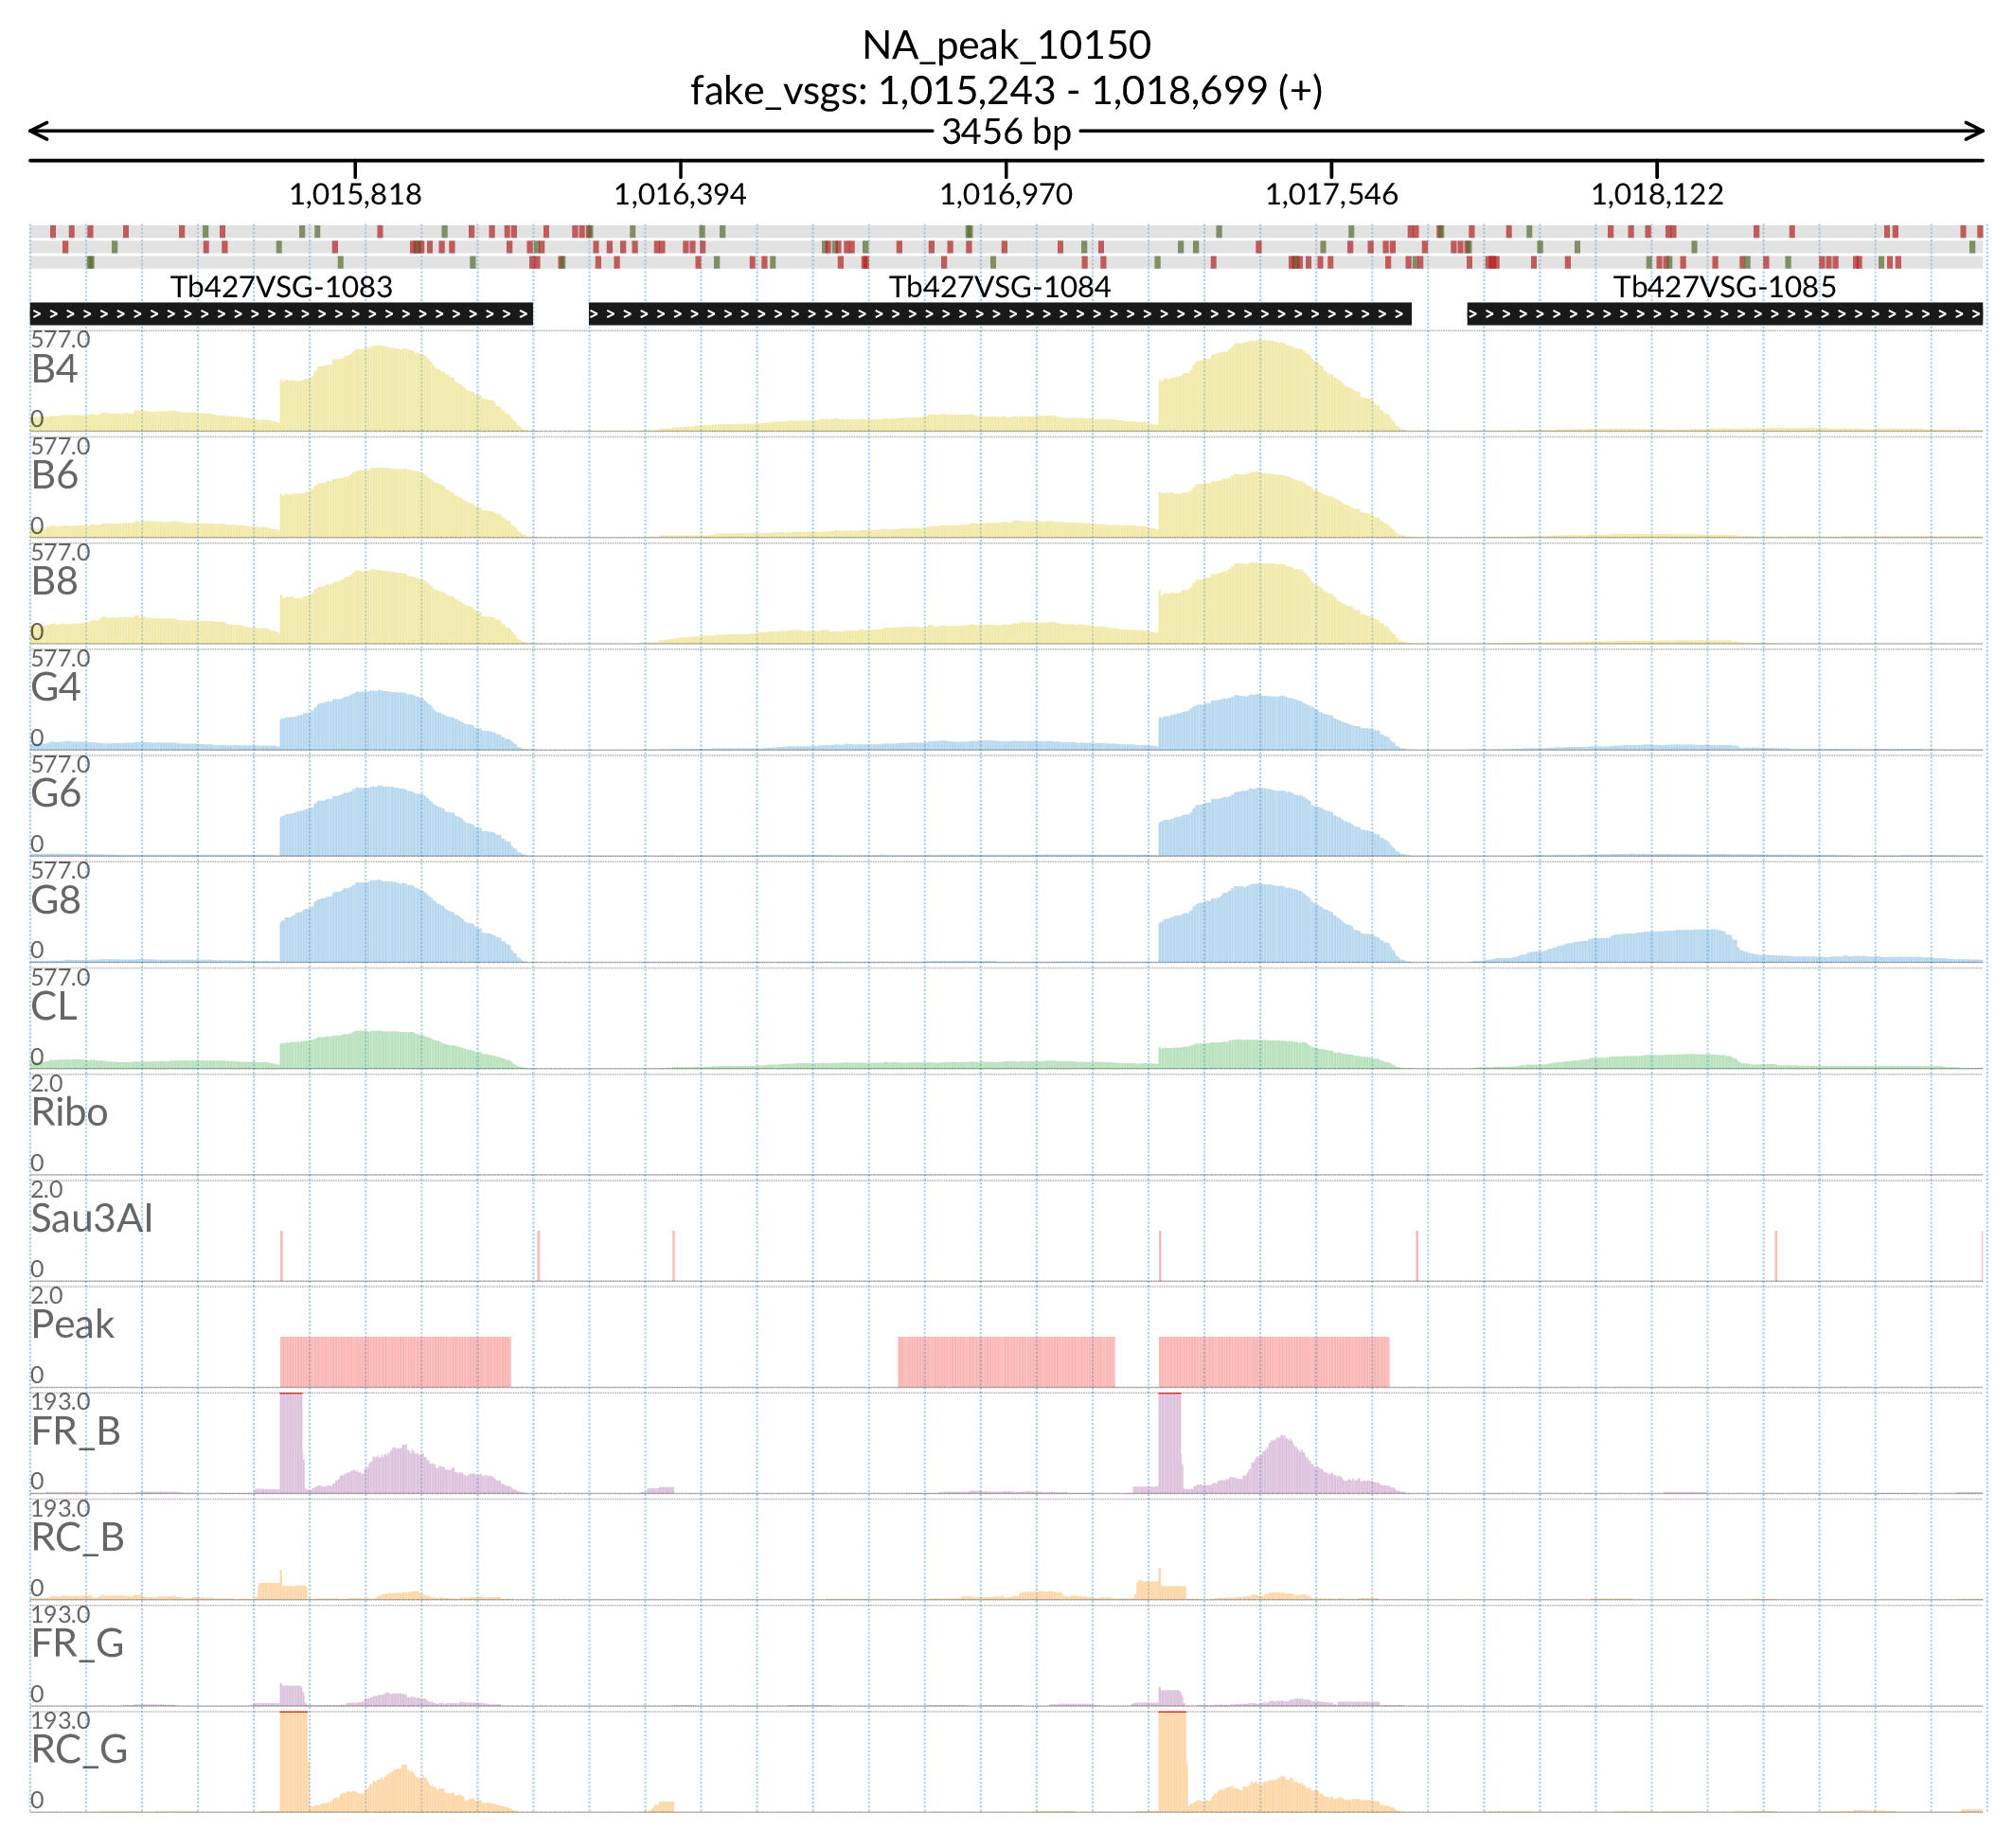 NA_peak_10150
fake_vsgs: 1,015,243 - 1,018,699 (+)
3456 bp
1,015,818 1,016,394 1,016,970 1,017,546 1,018,122
Tb427VSG-1083 Tb427VSG-1084 Tb427VSG-1085
577.0
B4
0
577.0
B6
0
577.0
B8
0
577.0
G4
0
577.0
G6
0
577.0
G8
0
577.0
CL
0
2.0
Ribo
0
2.0
Sau3AI
0
2.0
Peak
0
193.0
FR_B
0
193.0
RC_B
0
193.0
FR_G
0
193.0
RC_G
0